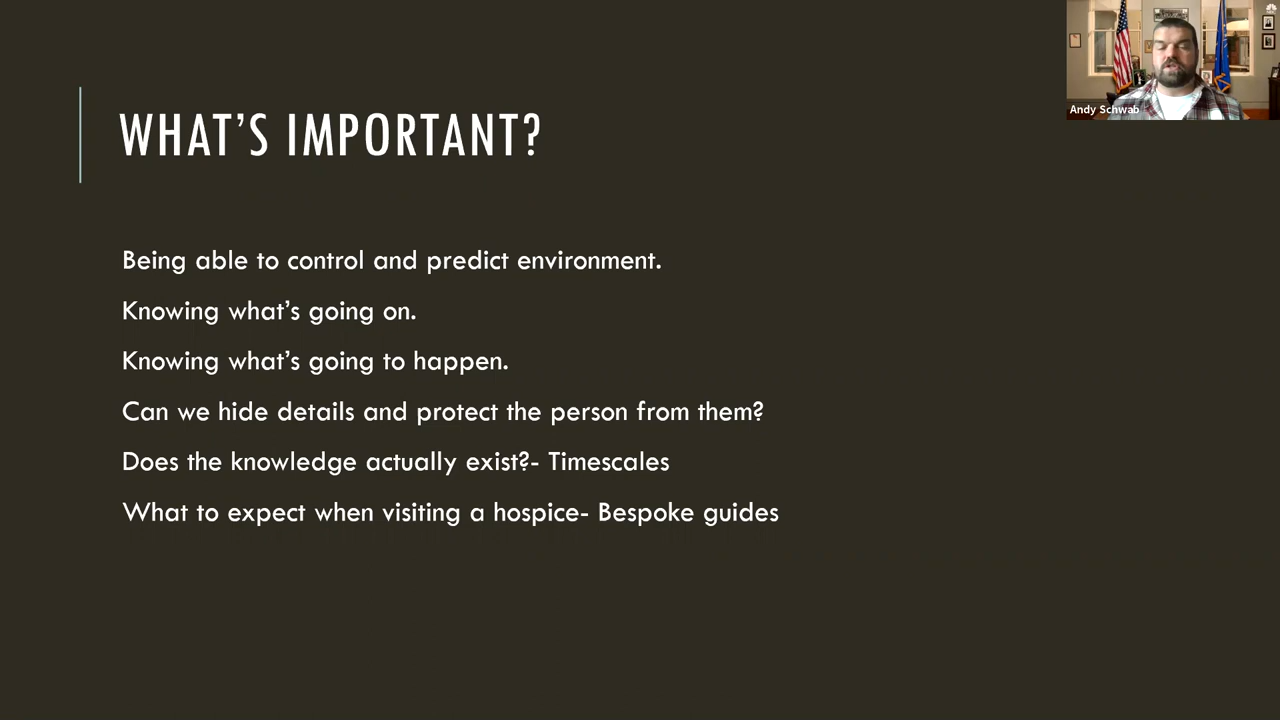 WHAT'S IMPORTANT?
Being able to control and predict environment.
Knowing what's going on.
Knowing what's going to happen.
Can we hide details and protect the person from them?
Does the knowledge actually exist?- Timescales
What to expect when visiting a hospice- Bespoke guides
Andy Schwab